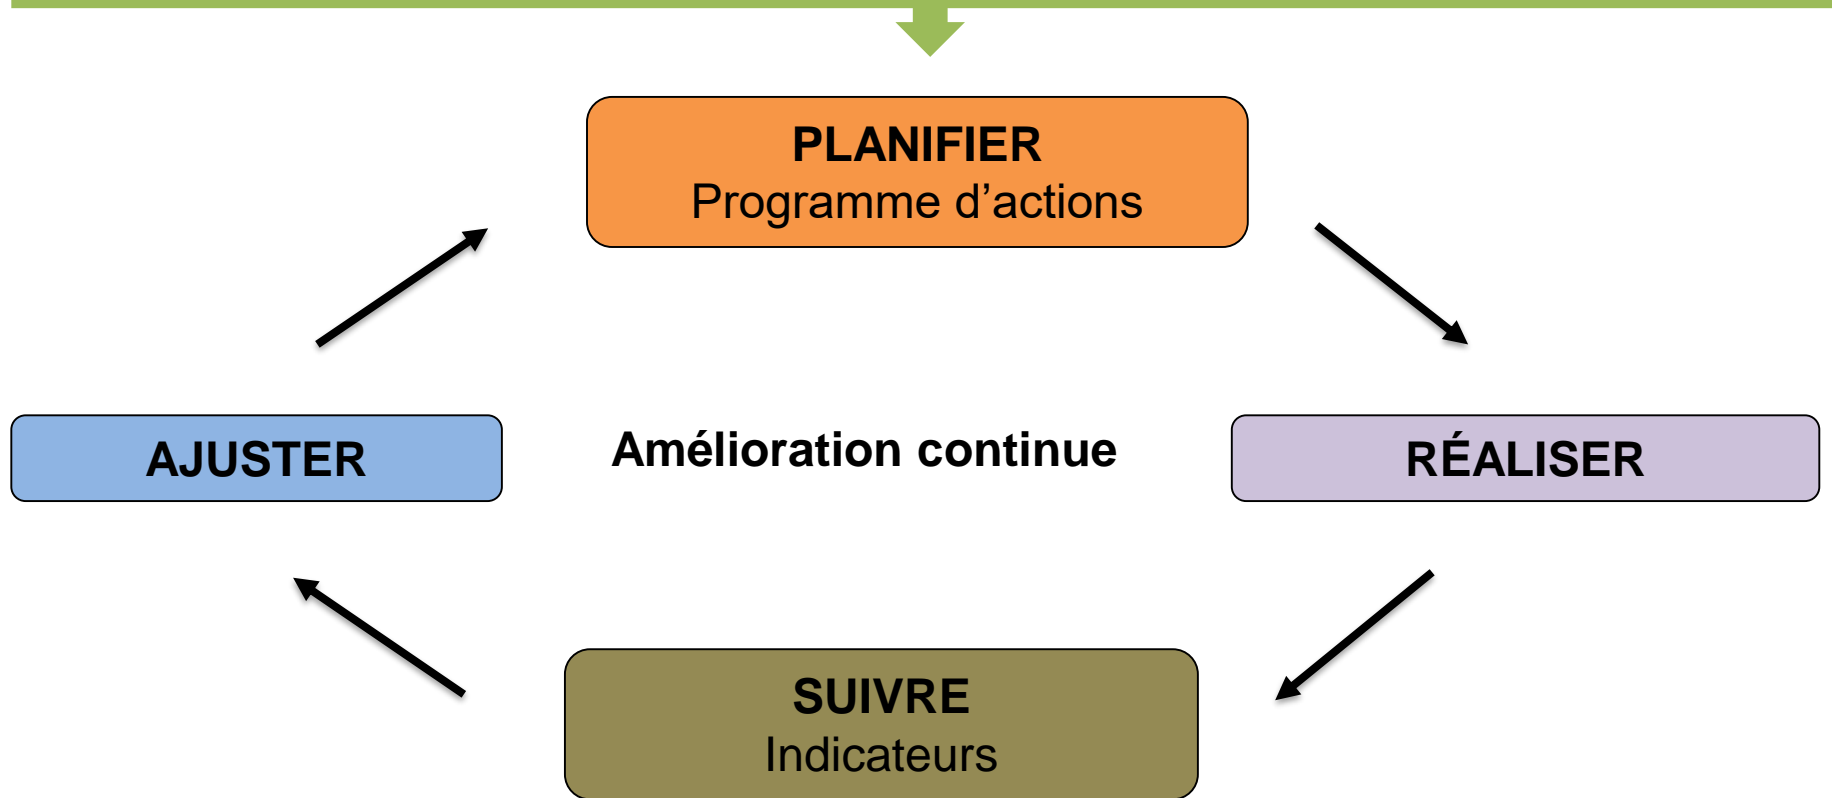 PLANIFIER
Programme d’actions
AJUSTER
Amélioration continue
RÉALISER
SUIVRE
Indicateurs